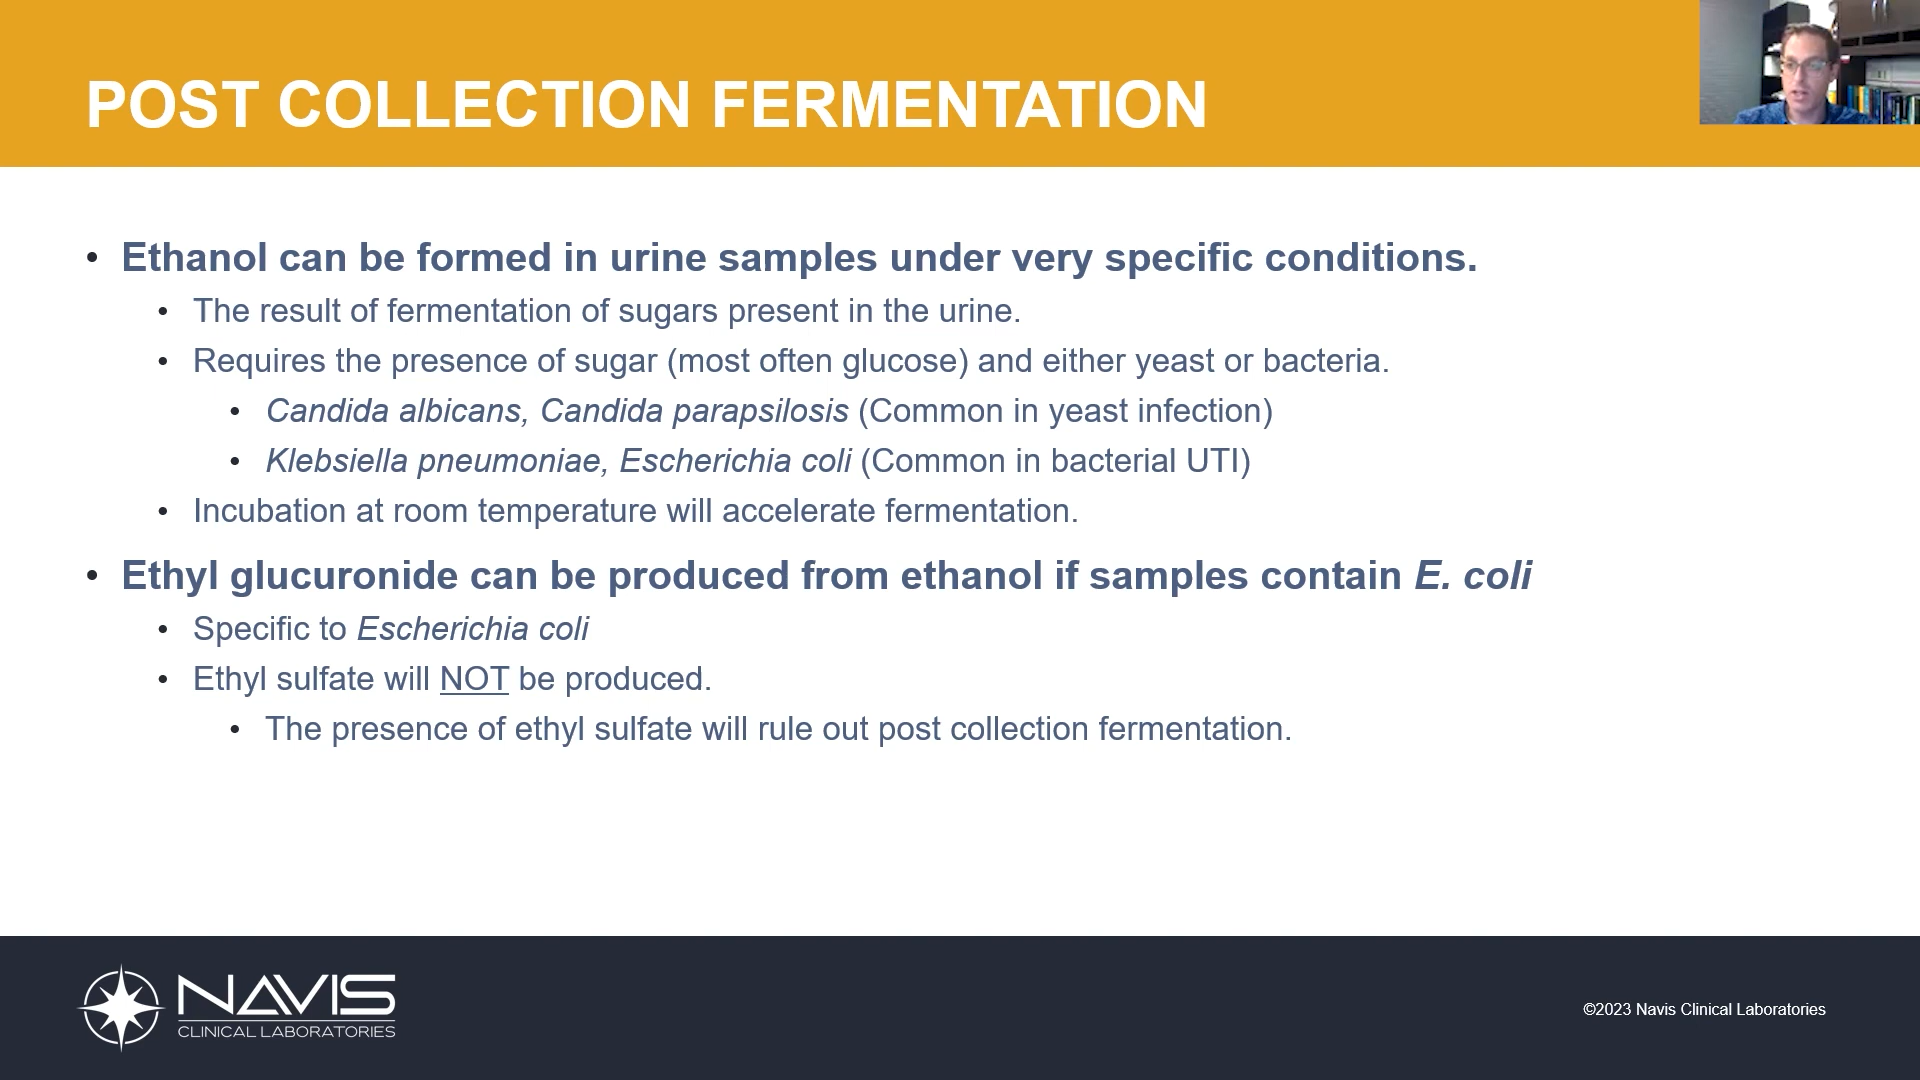 POST COLLECTION FERMENTATION
• Ethanol can be formed in urine samples under very specific conditions.
• The result of fermentation of sugars present in the urine.
• Requires the presence of sugar (most often glucose) and either yeast or bacteria.
• Candida albicans, Candida parapsilosis (Common in yeast infection)
• Klebsiella pneumoniae, Escherichia coli (Common in bacterial UTI)
• Incubation at room temperature will accelerate fermentation.
• Ethyl glucuronide can be produced from ethanol if samples contain E. coli
• Specific to Escherichia coli
• Ethyl sulfate will NOT be produced.
• The presence of ethyl sulfate will rule out post collection fermentation.
NAVIS
CLINICAL LABORATORIES
©2023 Navis Clinical Laboratories